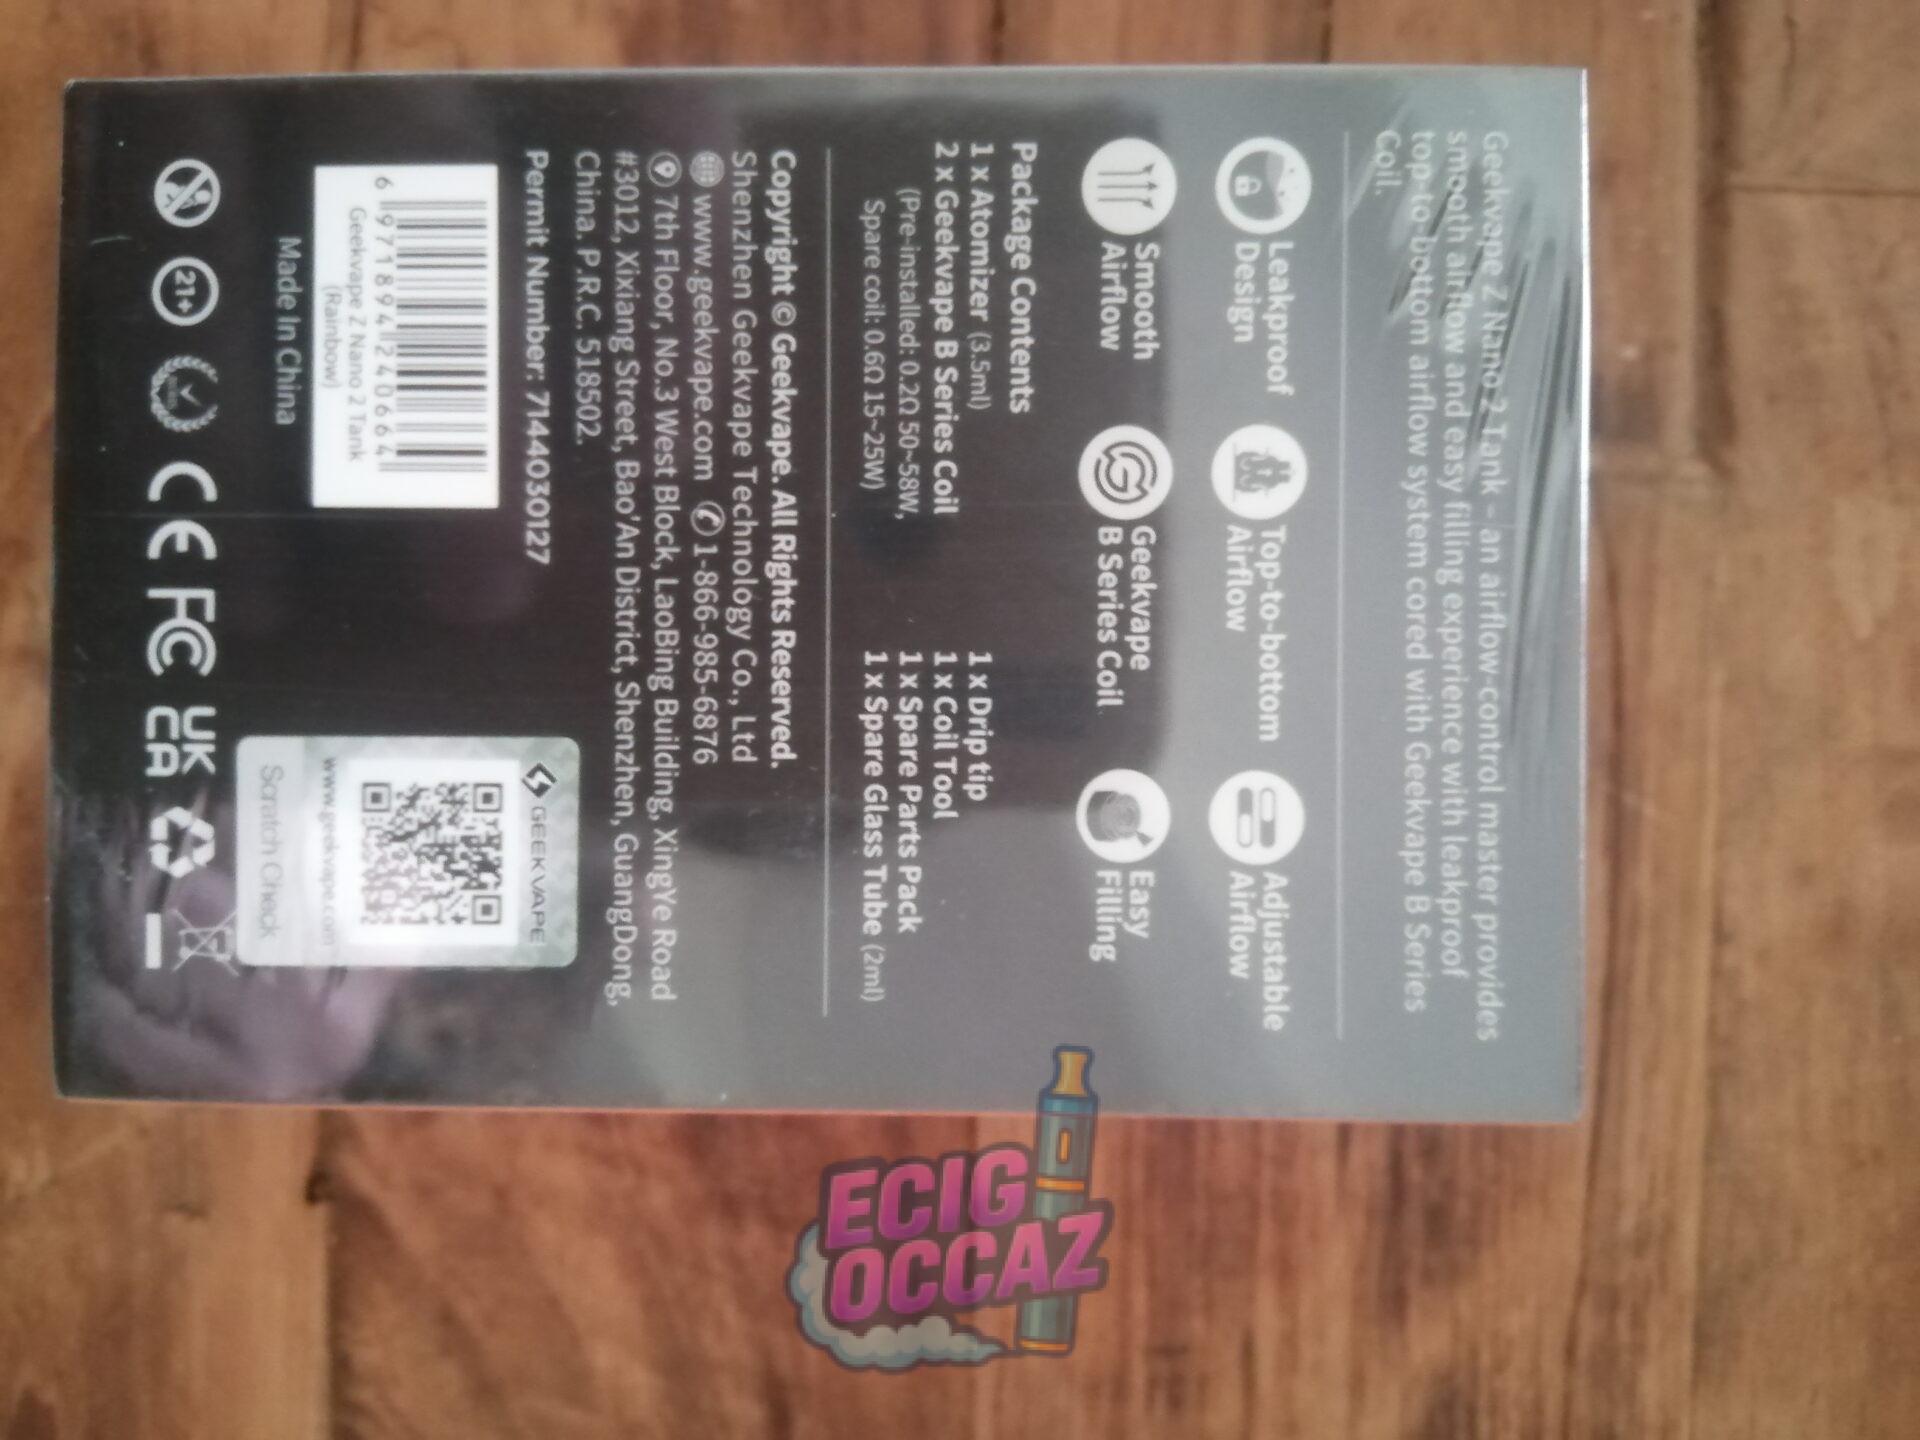 Geekvape Z Nano 2 Tank – an airflow-control master provides
smooth airflow and easy filling experience with leakproof
top-to-bottom airflow system cored with Geekvape B Series
Coil.
Leakproof
Design
Top-to-bottom
Airflow
Adjustable
Airflow
Smooth
Airflow
Geekvape
B Series Coil
Easy
Filling
Package Contents
1 x Atomizer (3.5ml)
2 x Geekvape B Series Coil
(Pre-installed: 0.2Ω 50~58W,
Spare coil: 0.6Ω 15~25W)
1 x Drip tip
1 x Coil Tool
1 x Spare Parts Pack
1 x Spare Glass Tube (2ml)
Copyright © Geekvape. All Rights Reserved.
Shenzhen Geekvape Technology Co., Ltd
www.geekvape.com 1-866-985-6876
7th Floor, No.3 West Block, LaoBing Building, XingYe Road
#3012, Xixiang Street, Bao'An District, Shenzhen, GuangDong,
China. P.R.C. 518502.
Permit Number: 7144030127
6 971894 240664
Geekvape Z Nano 2 Tank
(Rainbow)
Made In China
GEEKVAPE
www.geekvape.com
Scratch Check
21+
CE FC UK
CA
ECIG
OCCAZ